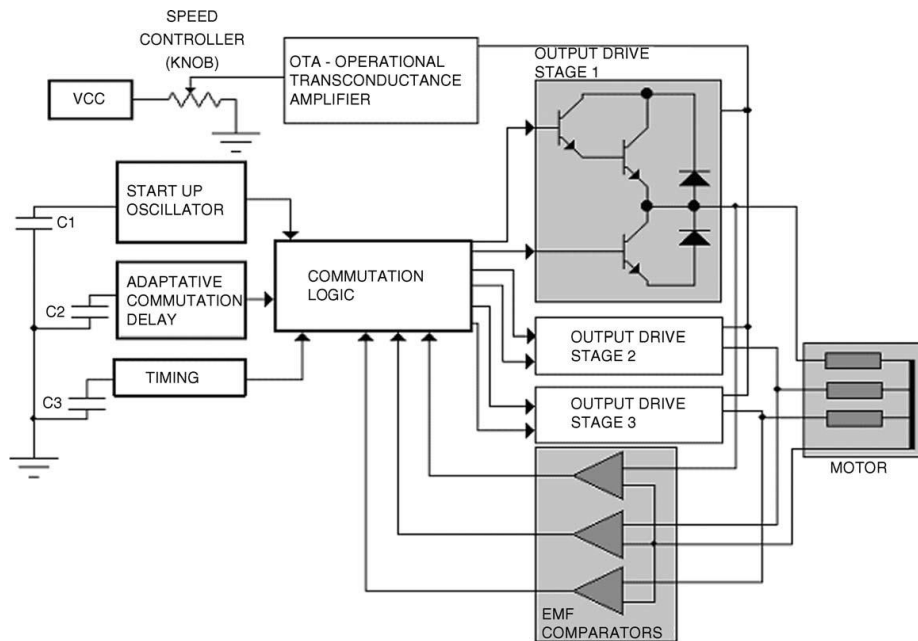 SPEED
CONTROLLER
(KNOB)
VCC
OTA - OPERATIONAL
TRANSCONDUCTANCE
AMPLIFIER
OUTPUT DRIVE
STAGE 1
START UP
OSCILLATOR
C1
ADAPTATIVE
COMMUTATION
DELAY
C2
TIMING
C3
COMMUTATION
LOGIC
OUTPUT DRIVE
STAGE 2
OUTPUT DRIVE
STAGE 3
MOTOR
EMF
COMPARATORS